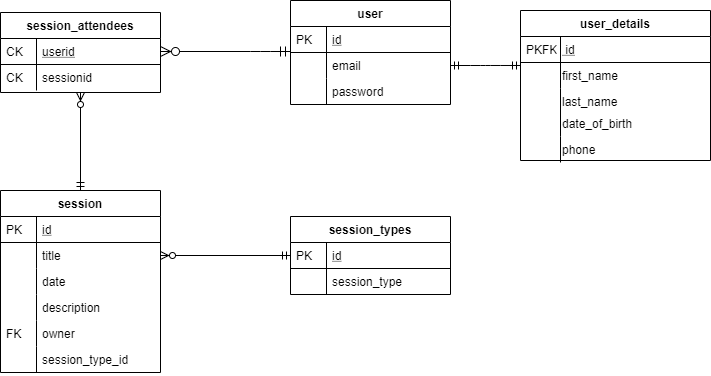 session_attendees
CK userid
CK sessionid
user
PK id
email
password
user_details
PKFK id
first_name
last_name
date_of_birth
phone
session
PK id
title
date
description
FK owner
session_type_id
session_types
PK id
session_type